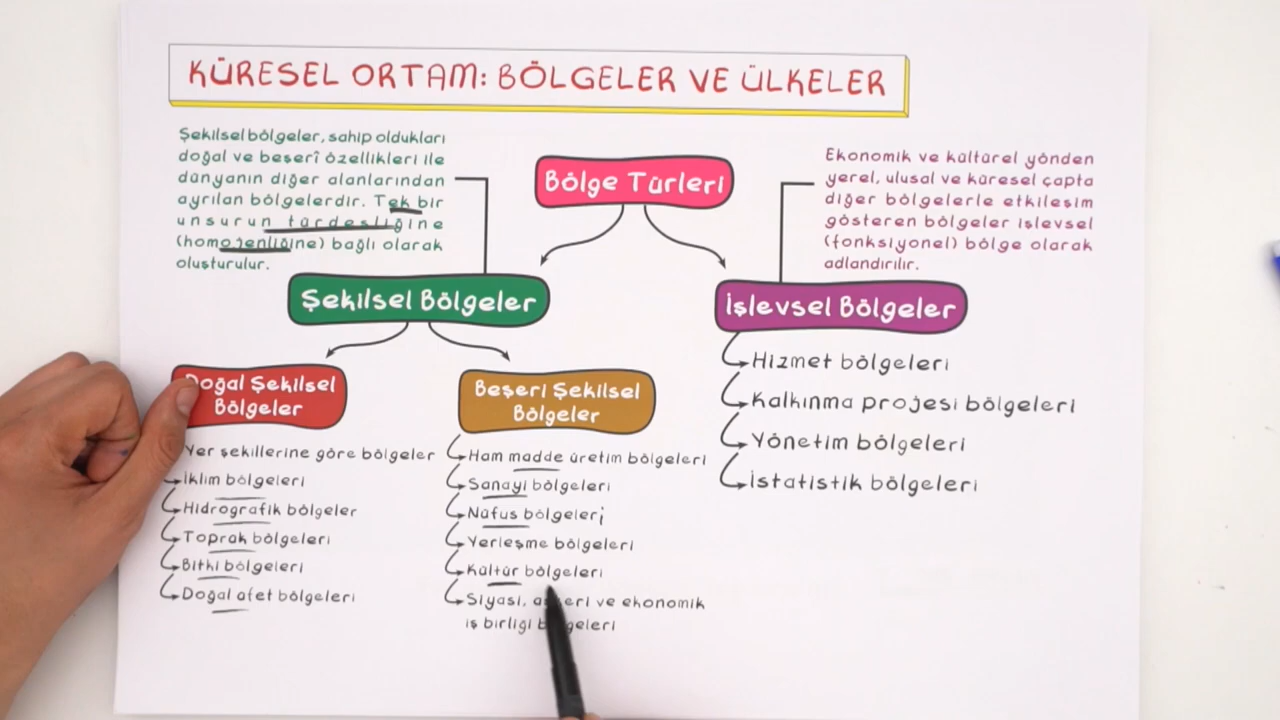 KÜRESEL ORTAM: BÖLGELER VE ÜLKELER
Şekilsel bölgeler, sahip oldukları
doğal ve beşerî özellikleri ile
dünyanın diğer alanlarından
ayrılan bölgelerdir. Tek bir
unsurun türdesliğine
(homojenliğine) bağlı olarak
oluşturulur.
Bölge Türleri
Ekonomik ve kültürel yönden
yerel, ulusal ve küresel çapta
diğer bölgelerle etkileşim
gösteren bölgeler işlevsel
(fonksiyonel) bölge olarak
adlandırılır.
Şekilsel Bölgeler
İşlevsel Bölgeler
Doğal Şekilsel
Bölgeler
Yer şekillerine göre bölgeler
İklim bölgeleri
Hidrografik bölgeler
Toprak bölgeleri
Bitki bölgeleri
Doğal afet bölgeleri
Beşeri Şekilsel
Bölgeler
Ham madde üretim bölgeleri
Sanayi bölgeleri
Nüfus bölgeleri
Yerleşme bölgeleri
Kültür bölgeleri
Siyasi, ve ekonomik
iş birliği
Hizmet bölgeleri
Kalkınma projesi bölgeleri
Yönetim bölgeleri
İstatistik bölgeleri